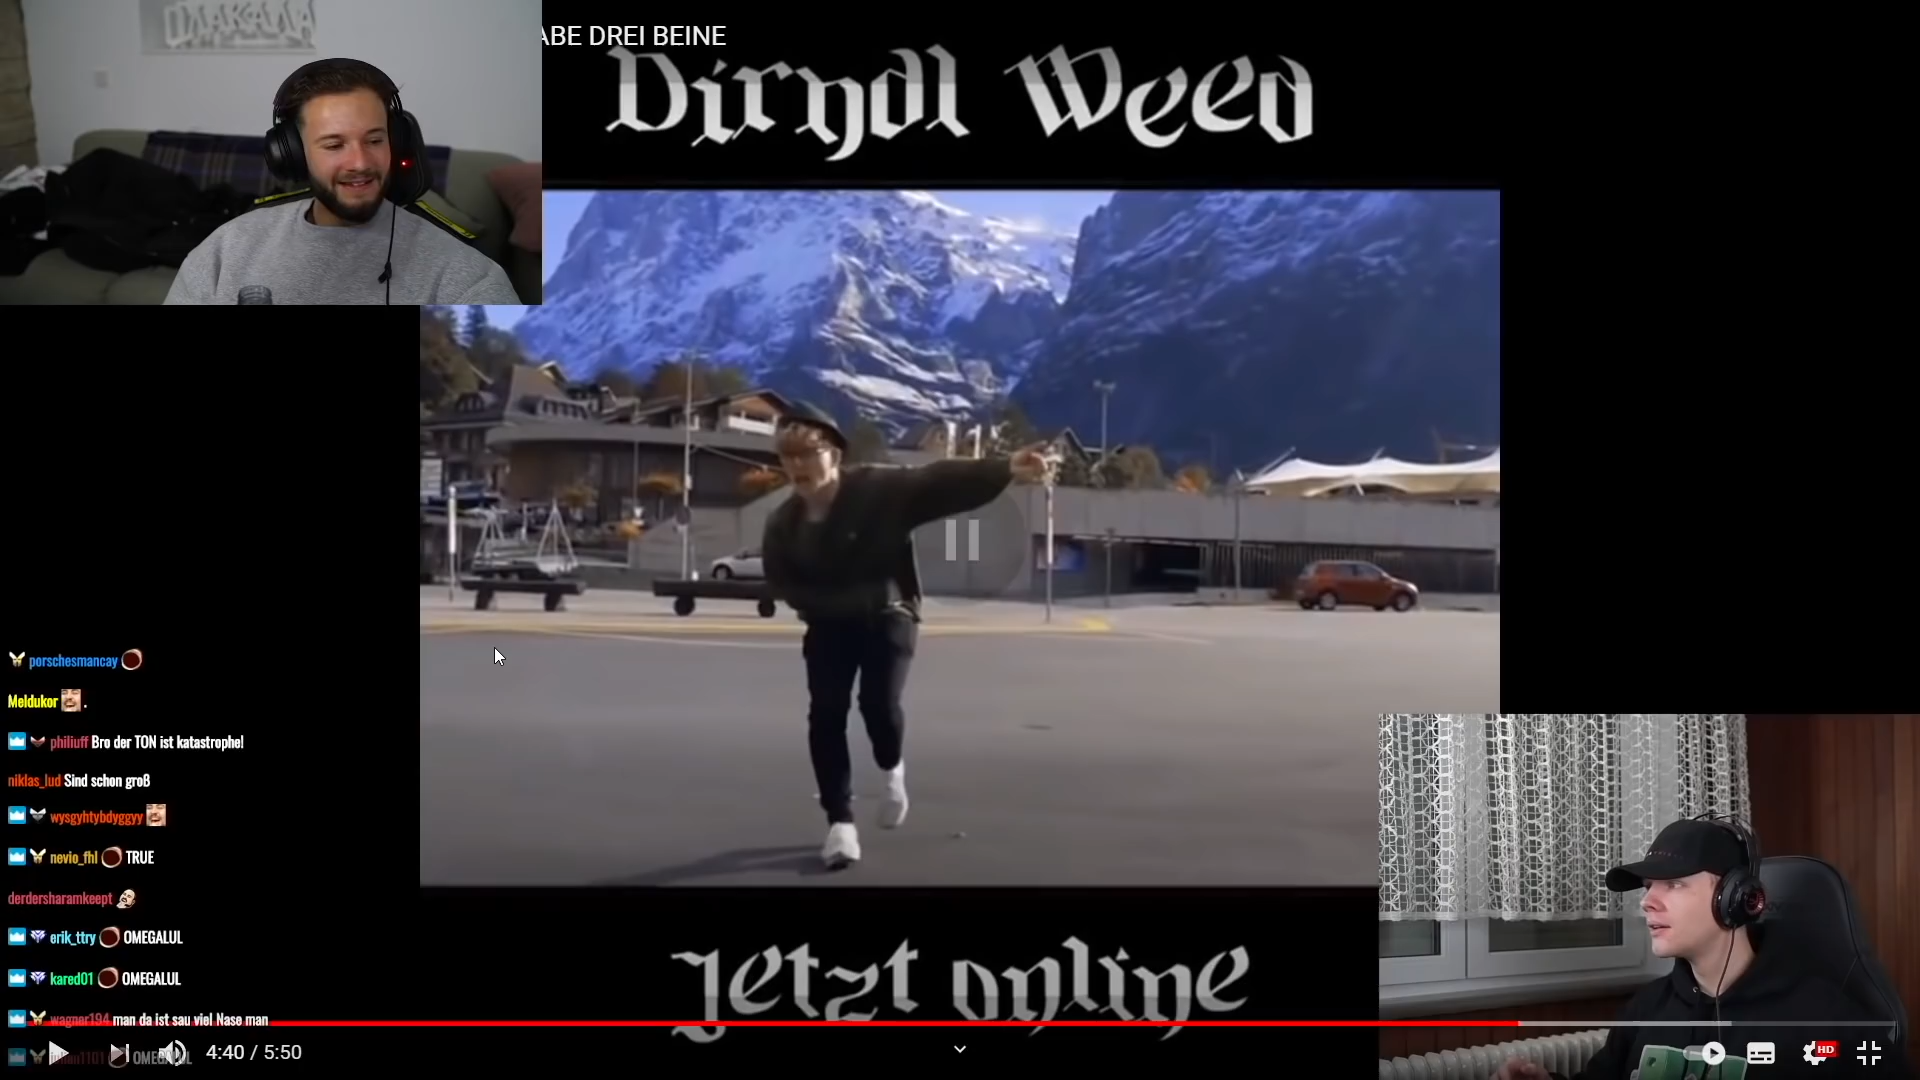 ABE DREI BEINE
Dirndl Weed
porschesmancay
Meldukor .
philiuff Bro der TON ist katastrophe!
niklas_lud Sind schon groß
wysgyhtybdyggyy
nevio_fhl TRUE
derdersharamkeept
erik_ttry OMEGALUL
kared01 OMEGALUL
wagner194 man da ist sau viel Nase man
Jetzt online
OMEGALUL
4:40 / 5:50
HD